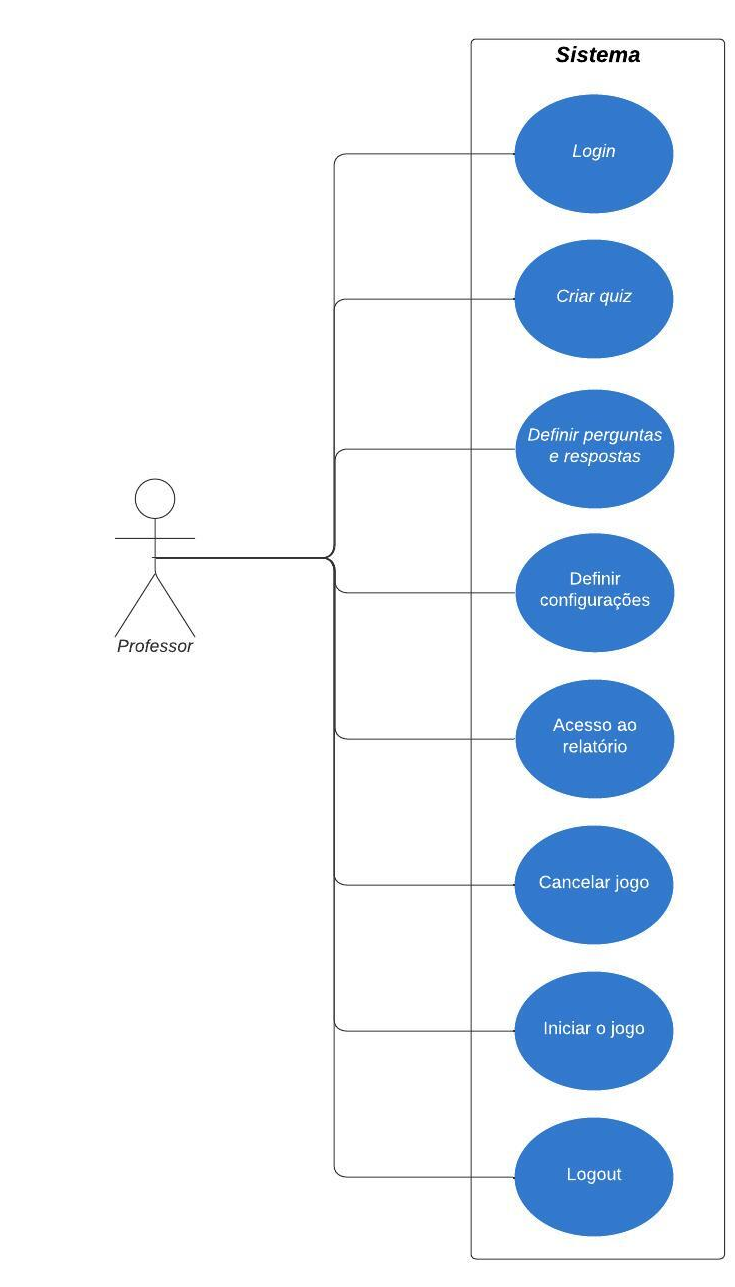 Sistema
Login
Criar quiz
Definir perguntas
e respostas
Definir
configurações
Professor
Acesso ao
relatório
Cancelar jogo
Iniciar o jogo
Logout